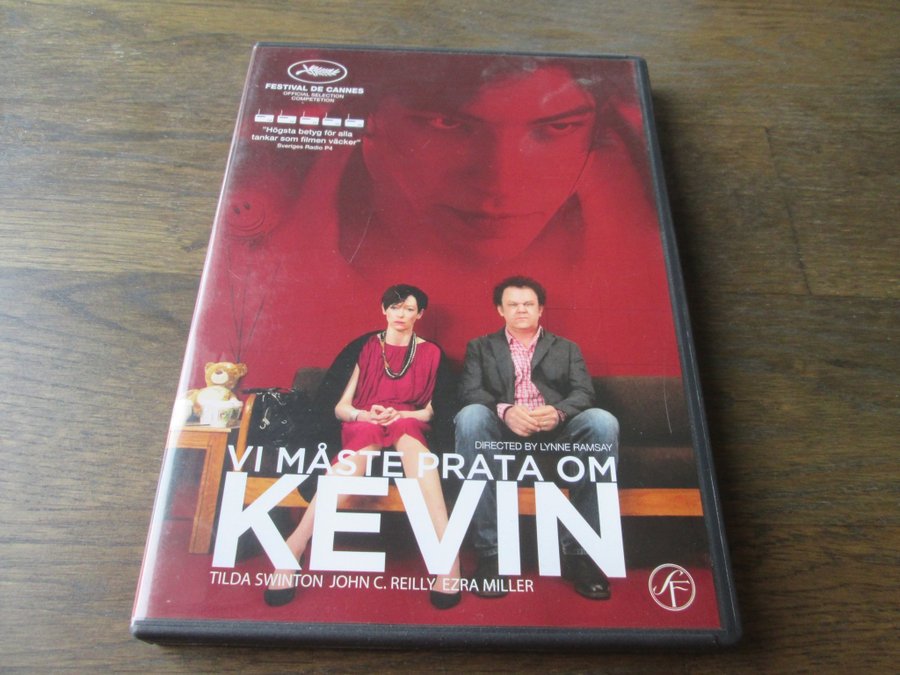 FESTIVAL DE CANNES
OFFICIAL SELECTION
COMPETITION
"Högsta betyg för alla
tankar som filmen väcker"
Sveriges Radio P4
DIRECTED BY LYNNE RAMSAY
VI MÅSTE PRATA OM
KEVIN
TILDA SWINTON JOHN C. REILLY EZRA MILLER
SF